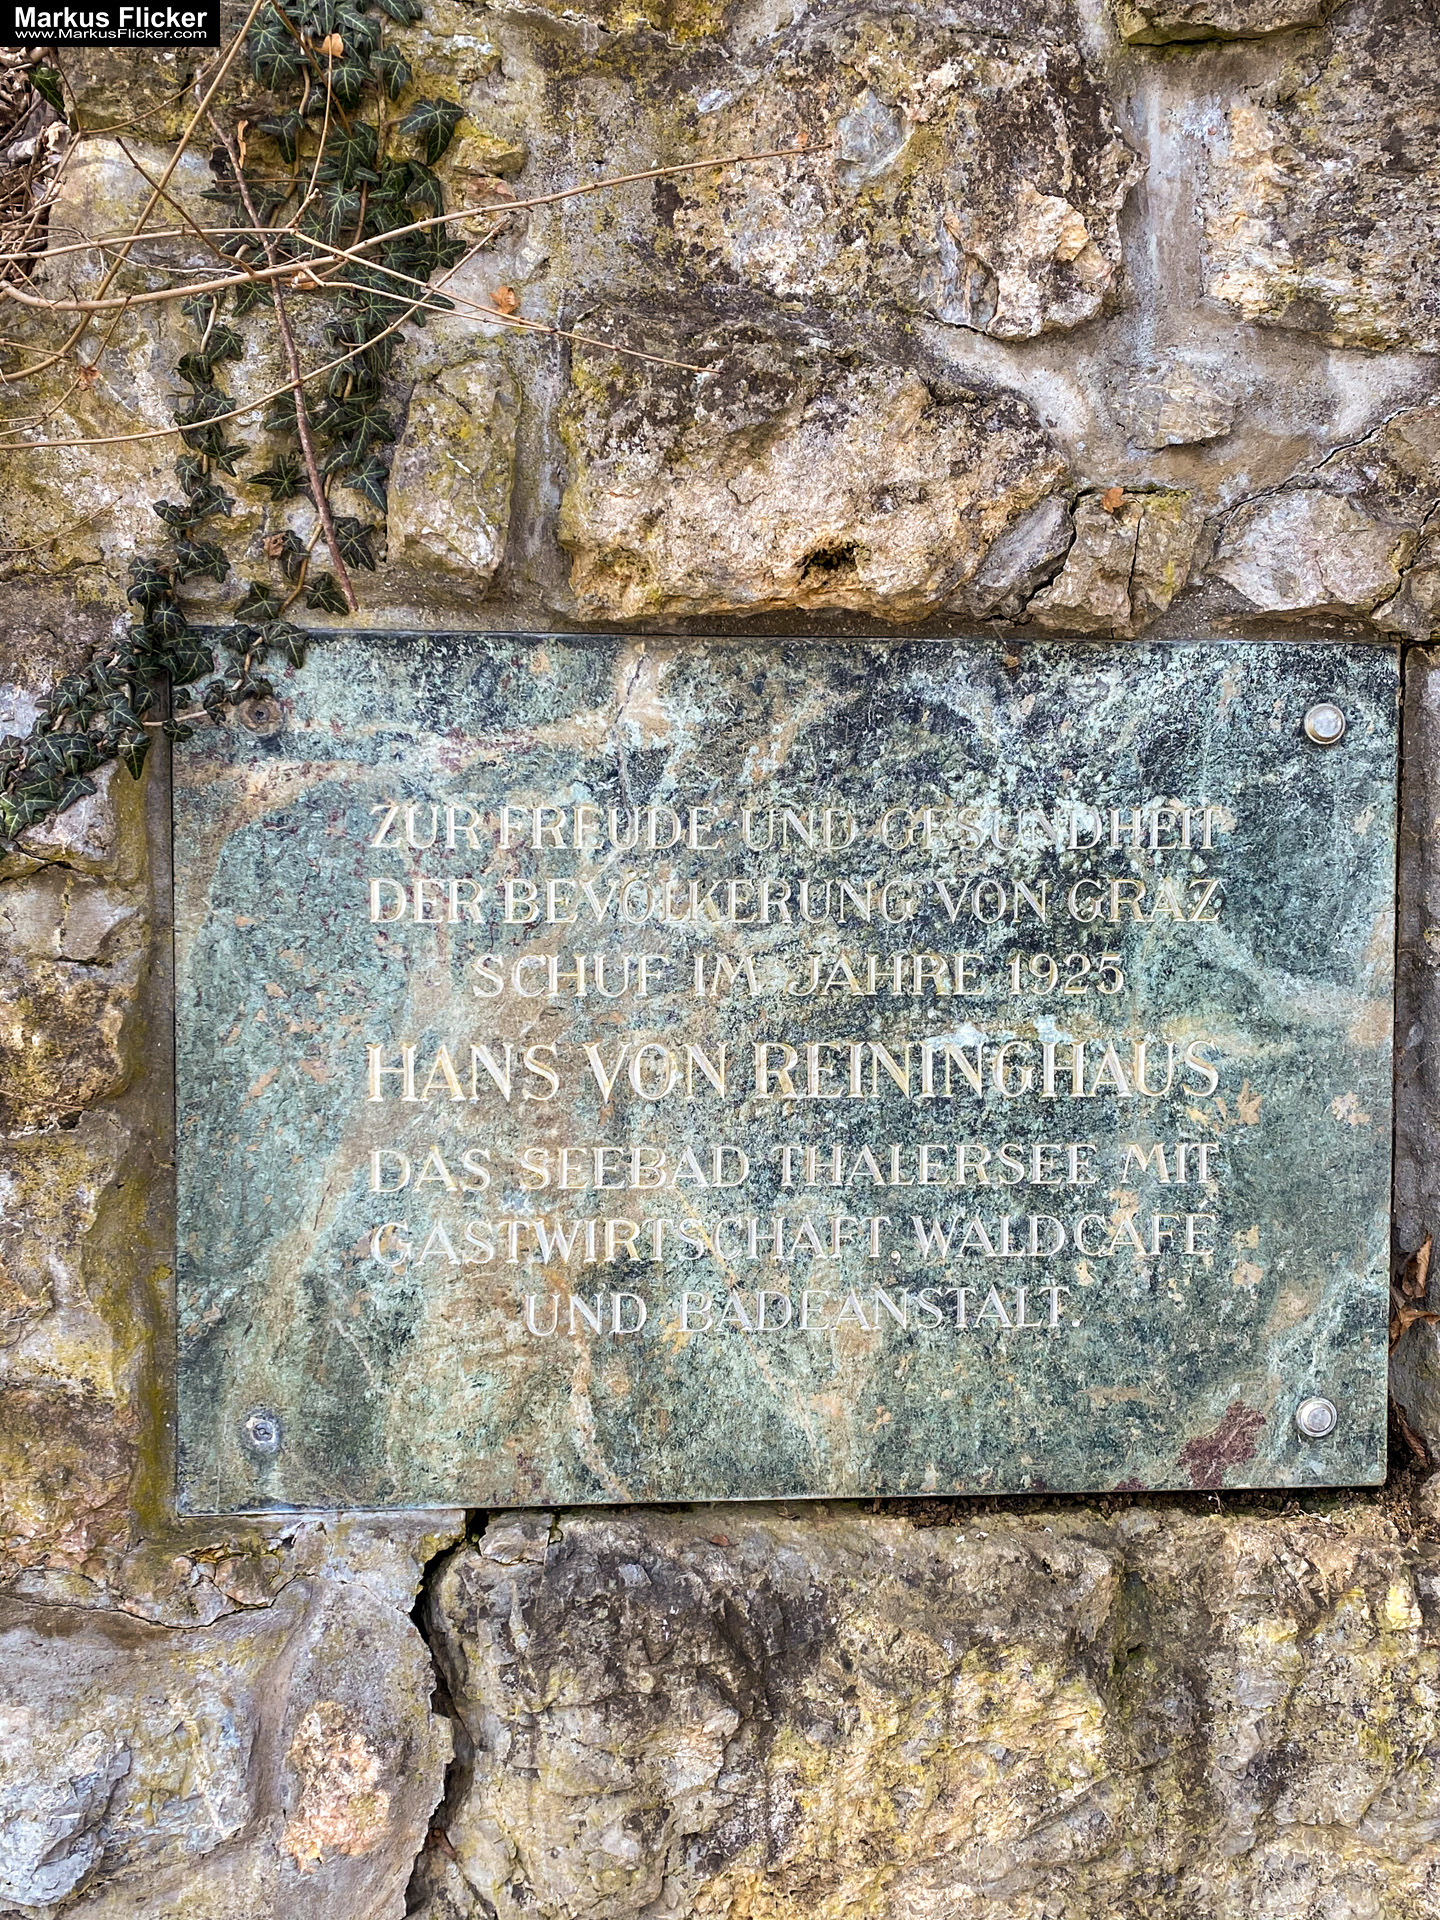 Markus Flicker
www.MarkusFlicker.com
ZUR FREUDE UND GESUNDHEIT
DER BEVÖLKERUNG VON GRAZ
SCHUF IM JAHRE 1925
HANS VON REININGHAUS
DAS SEEBAD THALERSEE MIT
GASTWIRTSCHAFT, WALDCAFÉ
UND BADEANSTALT.